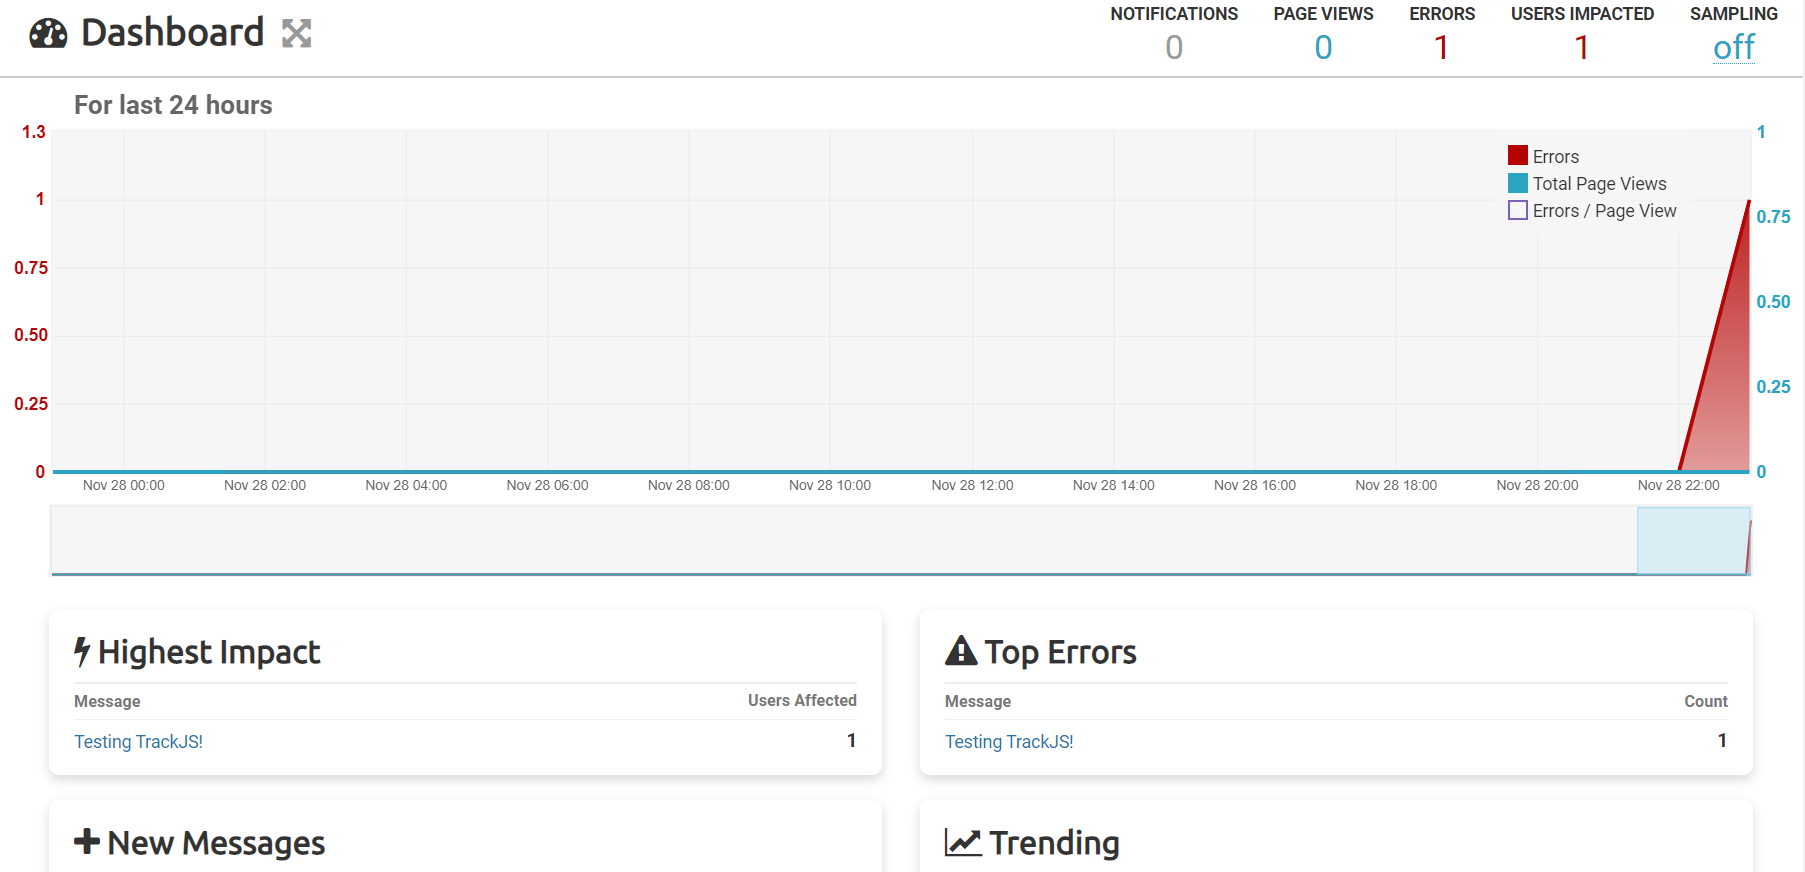 Dashboard
NOTIFICATIONS PAGE VIEWS ERRORS USERS IMPACTED SAMPLING
0 0 1 1 off
For last 24 hours
1.3
1
0.75
0.50
0.25
0
1
0.75
0.50
0.25
0
Errors
Total Page Views
Errors / Page View
Nov 28 00:00 Nov 28 02:00 Nov 28 04:00 Nov 28 06:00 Nov 28 08:00 Nov 28 10:00 Nov 28 12:00 Nov 28 14:00 Nov 28 16:00 Nov 28 18:00 Nov 28 20:00 Nov 28 22:00
Highest Impact
Message Users Affected
Testing TrackJS! 1
Top Errors
Message Count
Testing TrackJS! 1
New Messages
Trending